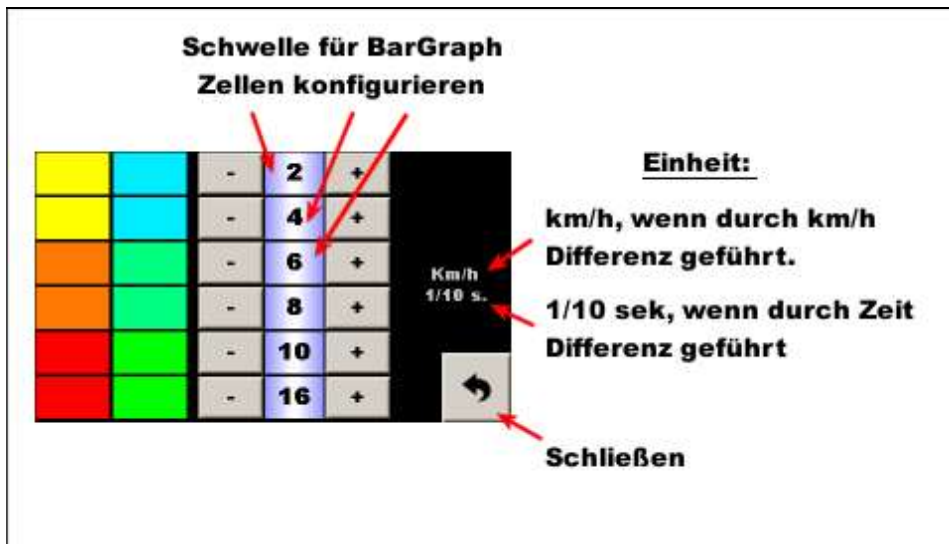 Schwelle für BarGraph
Zellen konfigurieren
- 2 +
- 4 +
- 6 +
- 8 +
- 10 +
- 16 +
Km/h
1/10 s.
Einheit:
km/h, wenn durch km/h
Differenz geführt.
1/10 sek, wenn durch Zeit
Differenz geführt
Schließen